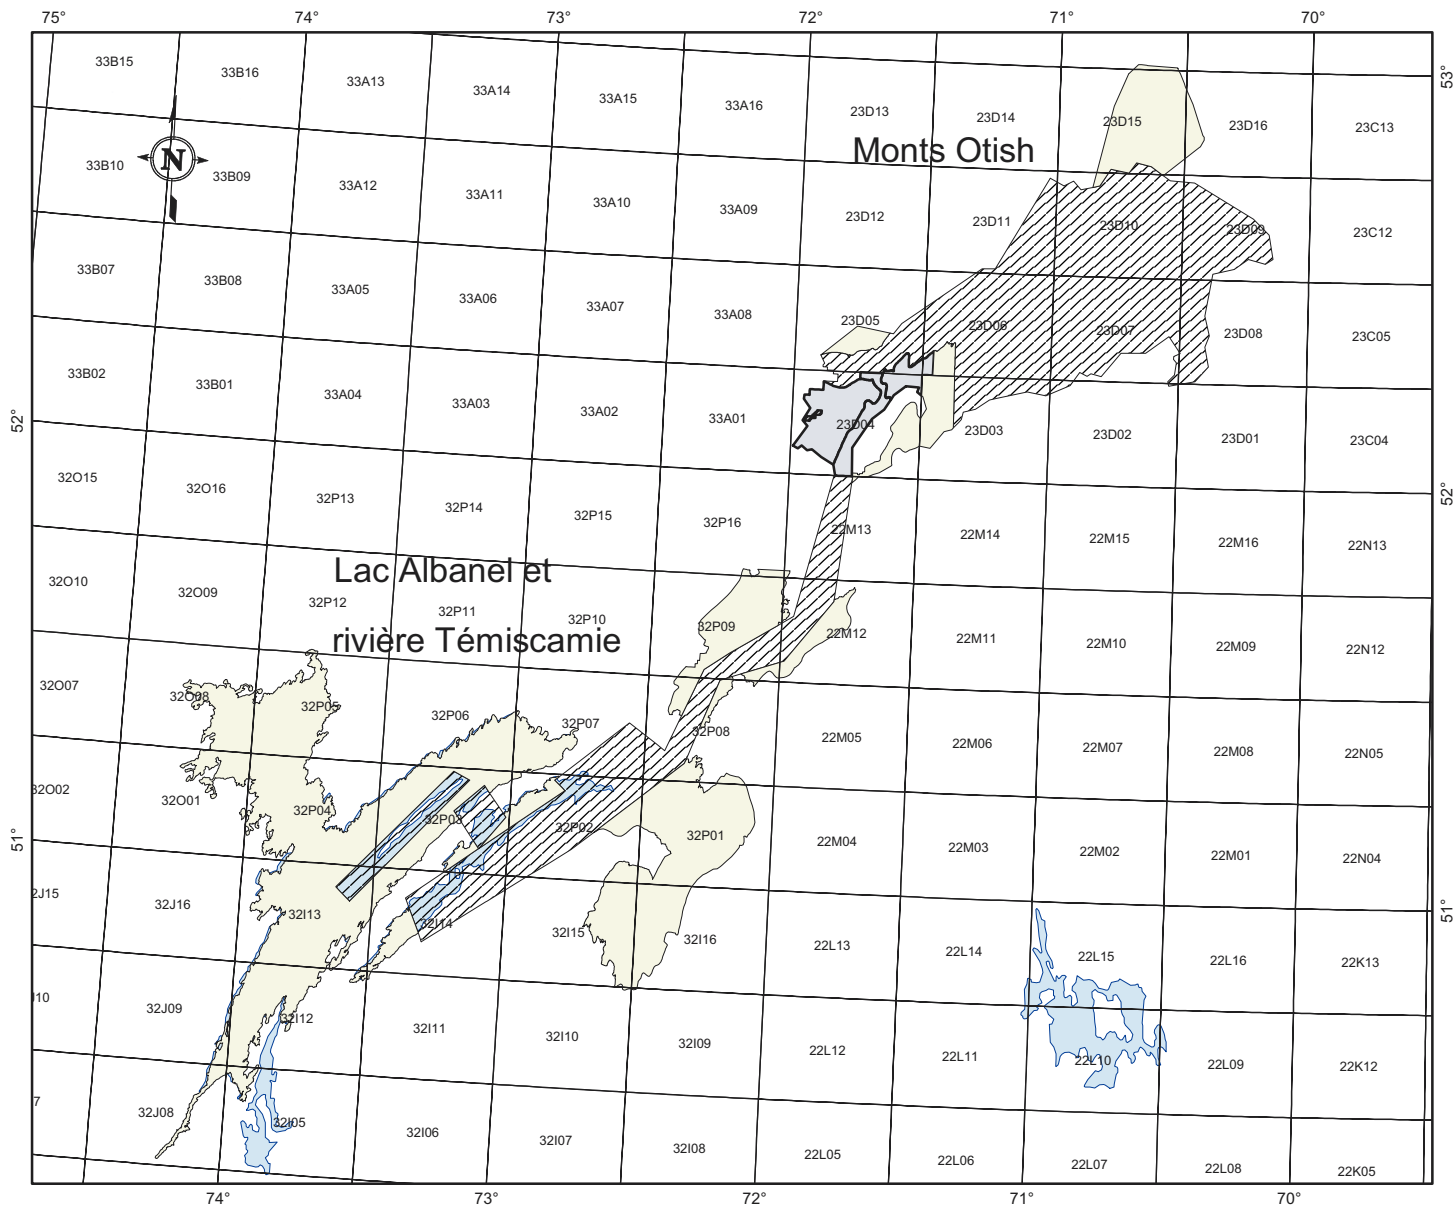 75° 74° 73° 72° 71° 70°
33B15 33B16 33A13 33A14 33A15 33A16 23D13 23D14 23D15 23D16 23C13
53°
Monts Otish
N
33B10 33B09 33A12 33A11 33A10 33A09 23D12 23D11 23D10 23D09 23C12
33B07 33B08 33A05 33A06 33A07 33A08 23D05 23D06 23D07 23D08 23C05
33B02 33B01 33A04 33A03 33A02 33A01 23D04 23D03 23D02 23D01 23C04
52° 52°
32O15 32O16 32P13 32P14 32P15 32P16 22M13 22M14 22M15 22M16 22N13
Lac Albanel et
rivière Témiscamie
32O10 32O09 32P12 32P11 32P10 32P09 22M12 22M11 22M10 22M09 22N12
32O07 32O08 32P05 32P06 32P07 32P08 22M05 22M06 22M07 22M08 22N05
32O02 32O01 32P04 32P03 32P02 32P01 22M04 22M03 22M02 22M01 22N04
51° 51°
2J15 32J16 32I13 32I14 32I15 32I16 22L13 22L14 22L15 22L16 22K13
J10 32J09 32I12 32I11 32I10 32I09 22L12 22L11 22L10 22L09 22K12
7 32J08 32I05 32I06 32I07 32I08 22L05 22L06 22L07 22L08 22K05
74° 73° 72° 71° 70°